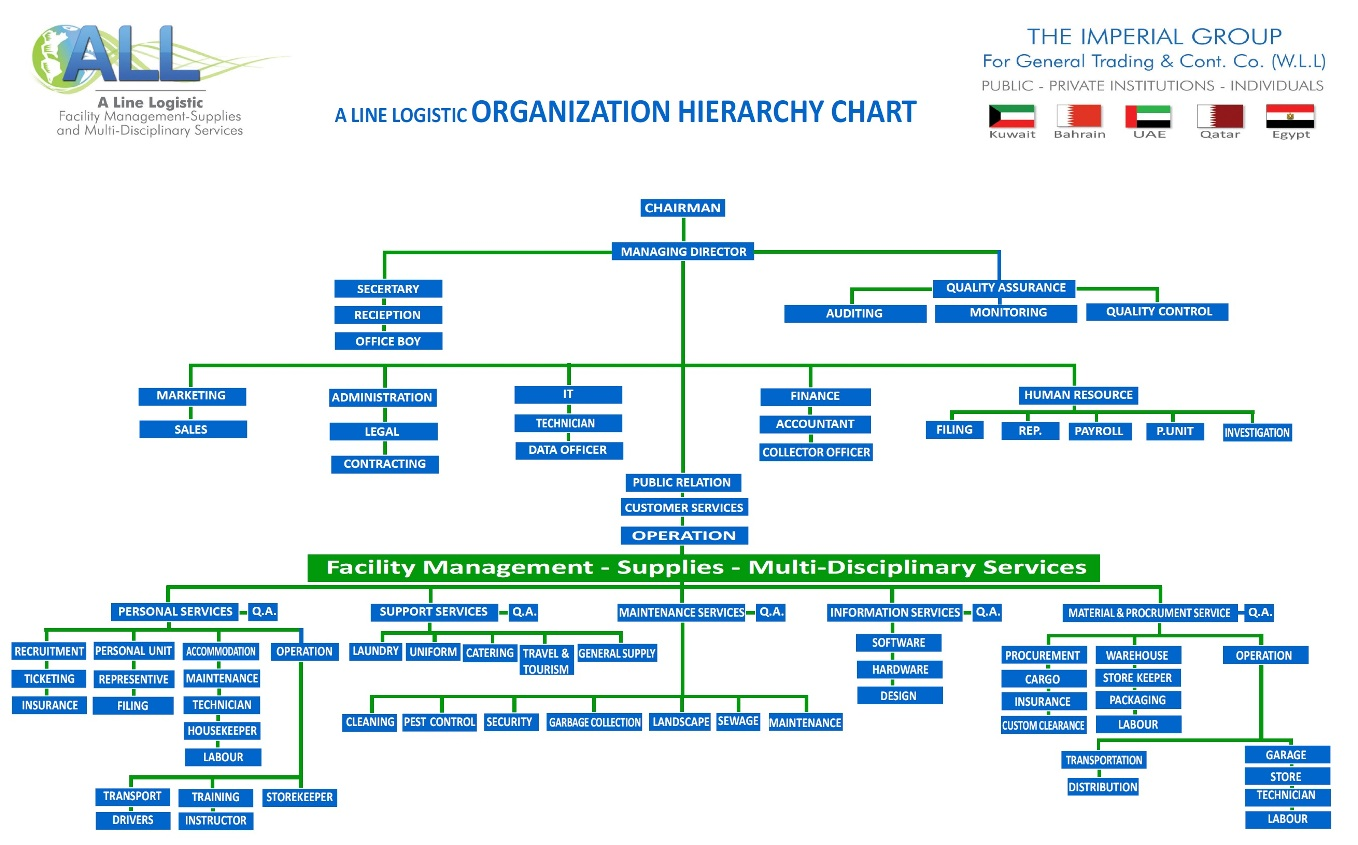 ALL
A Line Logistic
Facility Management-Supplies
and Multi-Disciplinary Services
THE IMPERIAL GROUP
For General Trading & Cont. Co. (W.L.L)
PUBLIC - PRIVATE INSTITUTIONS - INDIVIDUALS
Kuwait Bahrain UAE Qatar Egypt
A LINE LOGISTIC ORGANIZATION HIERARCHY CHART
CHAIRMAN
MANAGING DIRECTOR
SECERTARY
RECIEPTION
OFFICE BOY
QUALITY ASSURANCE
AUDITING MONITORING QUALITY CONTROL
MARKETING
SALES
ADMINISTRATION
LEGAL
CONTRACTING
IT
TECHNICIAN
DATA OFFICER
FINANCE
ACCOUNTANT
COLLECTOR OFFICER
HUMAN RESOURCE
FILING REP. PAYROLL P.UNIT INVESTIGATION
PUBLIC RELATION
CUSTOMER SERVICES
OPERATION
Facility Management - Supplies - Multi-Disciplinary Services
PERSONAL SERVICES Q.A.
RECRUITMENT
TICKETING
INSURANCE
PERSONAL UNIT
REPRESENTIVE
FILING
ACCOMMODATION
MAINTENANCE
TECHNICIAN
HOUSEKEEPER
LABOUR
OPERATION
TRANSPORT
DRIVERS
TRAINING
INSTRUCTOR
STOREKEEPER
SUPPORT SERVICES Q.A.
LAUNDRY UNIFORM CATERING TRAVEL & TOURISM GENERAL SUPPLY
MAINTENANCE SERVICES Q.A.
CLEANING PEST CONTROL SECURITY GARBAGE COLLECTION LANDSCAPE SEWAGE MAINTENANCE
INFORMATION SERVICES Q.A.
SOFTWARE
HARDWARE
DESIGN
MATERIAL & PROCRUMENT SERVICE Q.A.
PROCUREMENT
CARGO
INSURANCE
CUSTOM CLEARANCE
WAREHOUSE
STORE KEEPER
PACKAGING
LABOUR
OPERATION
TRANSPORTATION
DISTRIBUTION
GARAGE
STORE
TECHNICIAN
LABOUR